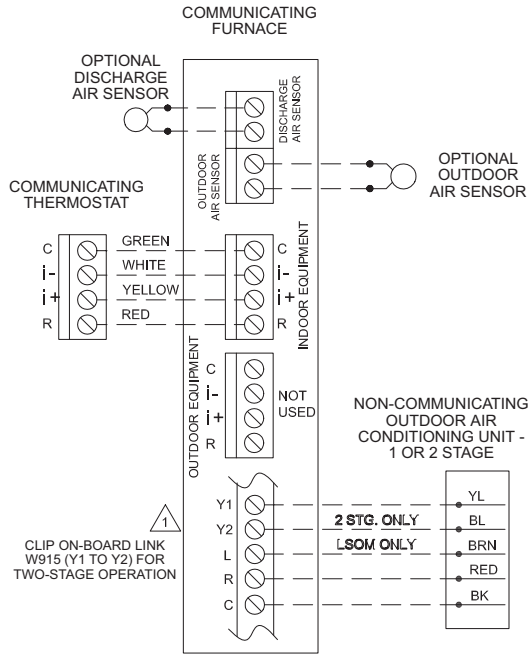 COMMUNICATING
FURNACE
OPTIONAL
DISCHARGE
AIR SENSOR
DISCHARGE
AIR SENSOR
OUTDOOR
AIR SENSOR
OPTIONAL
OUTDOOR
AIR SENSOR
COMMUNICATING
THERMOSTAT
C
i-
i+
R
GREEN
WHITE
YELLOW
RED
C
i-
i+
R
INDOOR EQUIPMENT
OUTDOOR EQUIPMENT
C
i-
i+
R
NOT
USED
NON-COMMUNICATING
OUTDOOR AIR
CONDITIONING UNIT -
1 OR 2 STAGE
1
CLIP ON-BOARD LINK
W915 (Y1 TO Y2) FOR
TWO-STAGE OPERATION
Y1
Y2
L
R
C
2 STG. ONLY
LSOM ONLY
YL
BL
BRN
RED
BK